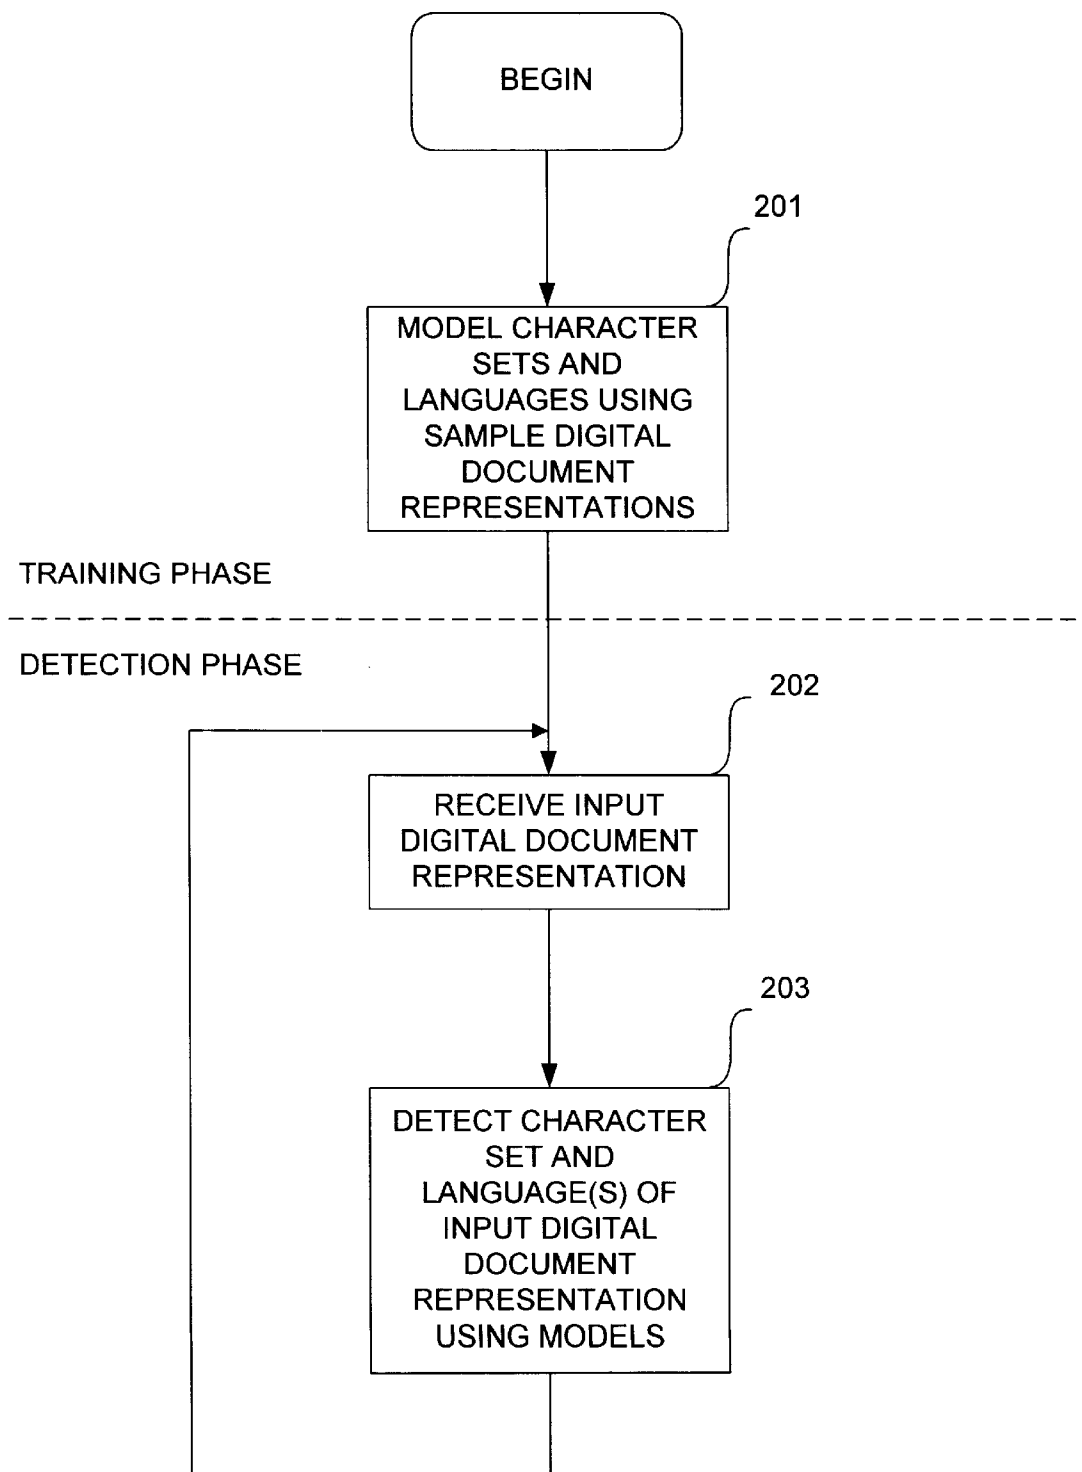 BEGIN
201
MODEL CHARACTER
SETS AND
LANGUAGES USING
SAMPLE DIGITAL
DOCUMENT
REPRESENTATIONS
TRAINING PHASE
DETECTION PHASE
202
RECEIVE INPUT
DIGITAL DOCUMENT
REPRESENTATION
203
DETECT CHARACTER
SET AND
LANGUAGE(S) OF
INPUT DIGITAL
DOCUMENT
REPRESENTATION
USING MODELS